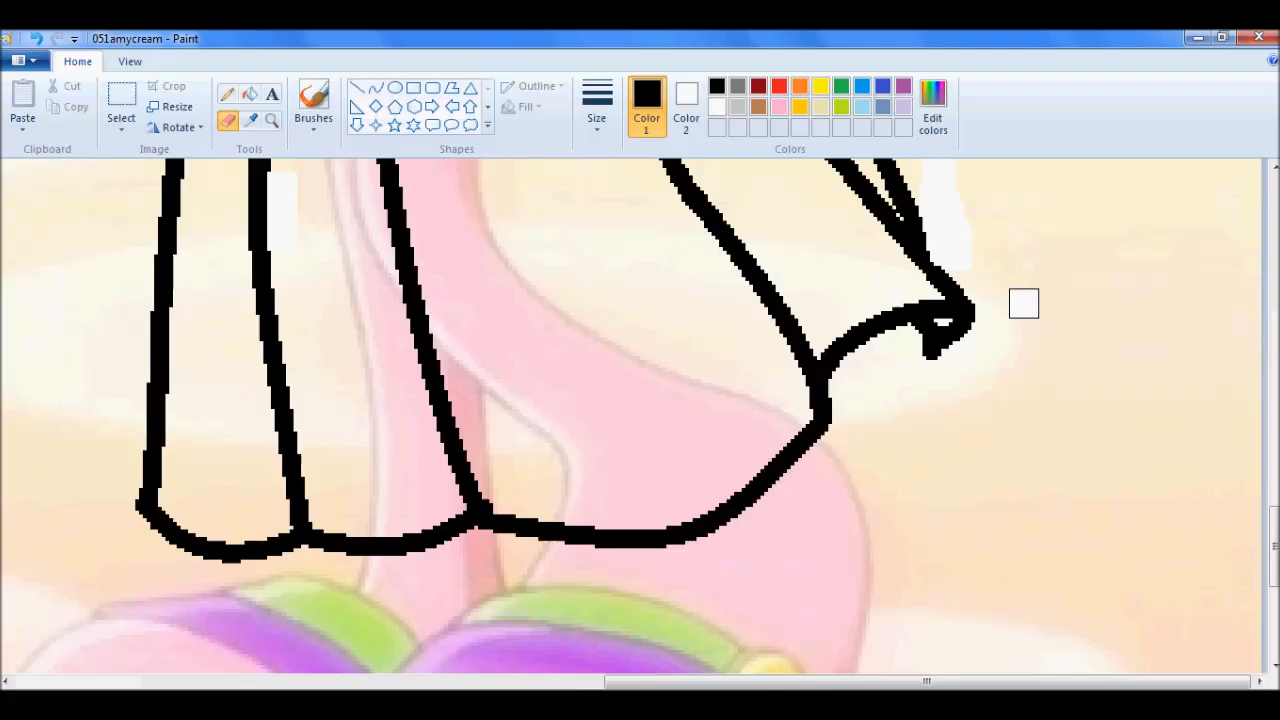 051amycream - Paint
Home View
Paste
Cut
Copy
Clipboard
Select
Crop
Resize
Rotate
Image
A
Tools
Brushes
Shapes
Outline
Fill
Size
Color 1
Color 2
Edit colors
Colors